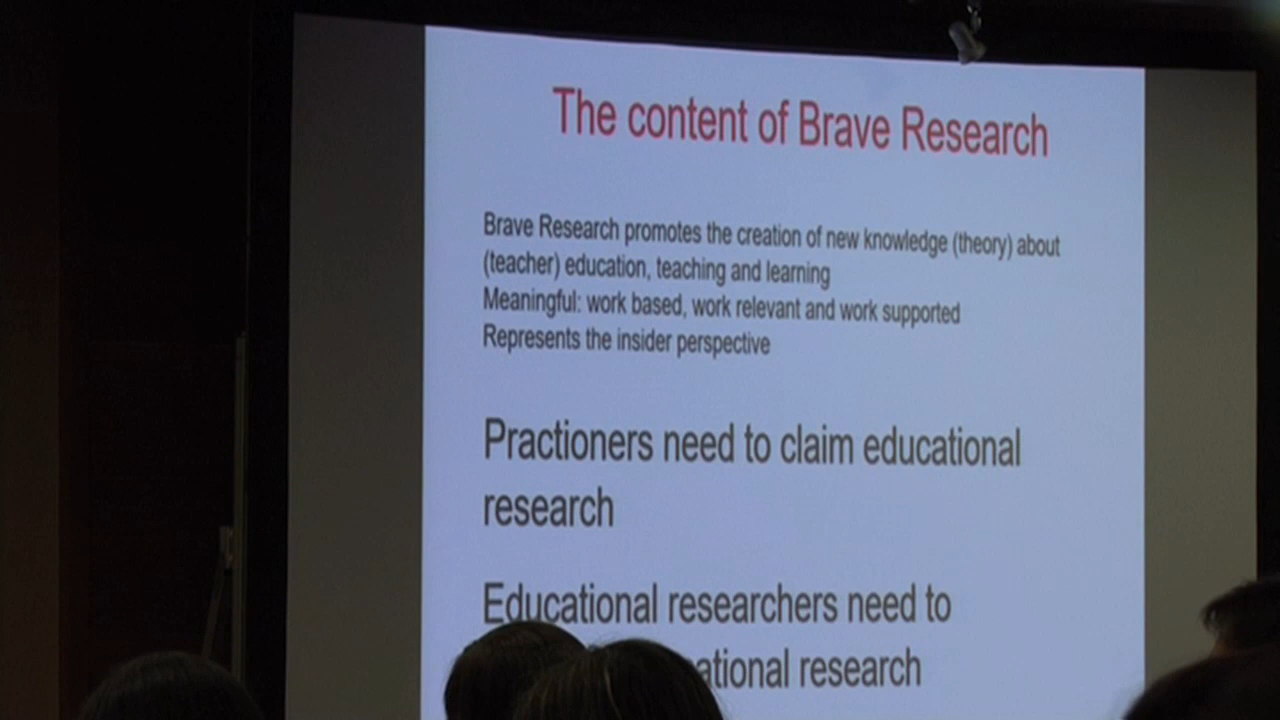 The content of Brave Research
Brave Research promotes the creation of new knowledge (theory) about
(teacher) education, teaching and learning
Meaningful: work based, work relevant and work supported
Represents the insider perspective
Practioners need to claim educational
research
Educational researchers need to
research